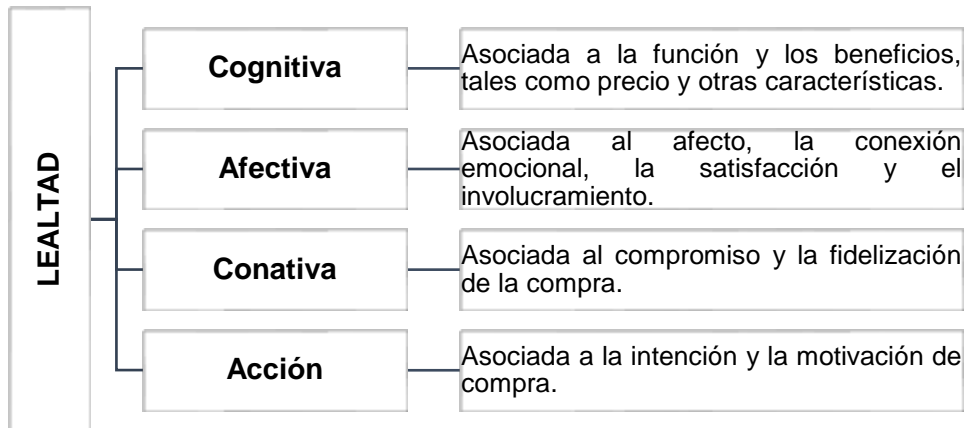 LEALTAD
Cognitiva
Asociada a la función y los beneficios,
tales como precio y otras características.
Afectiva
Asociada al afecto, la conexión
emocional, la satisfacción y el
involucramiento.
Conativa
Asociada al compromiso y la fidelización
de la compra.
Acción
Asociada a la intención y la motivación de
compra.